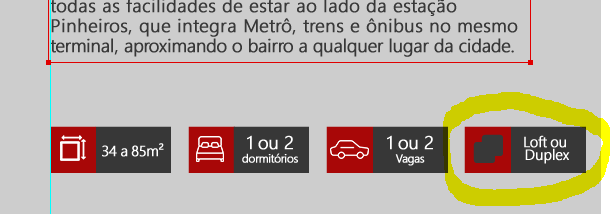 todas as facilidades de estar ao lado da estação
Pinheiros, que integra Metrô, trens e ônibus no mesmo
terminal, aproximando o bairro a qualquer lugar da cidade.
34 a 85m²
1 ou 2
dormitórios
1 ou 2
Vagas
Loft ou
Duplex